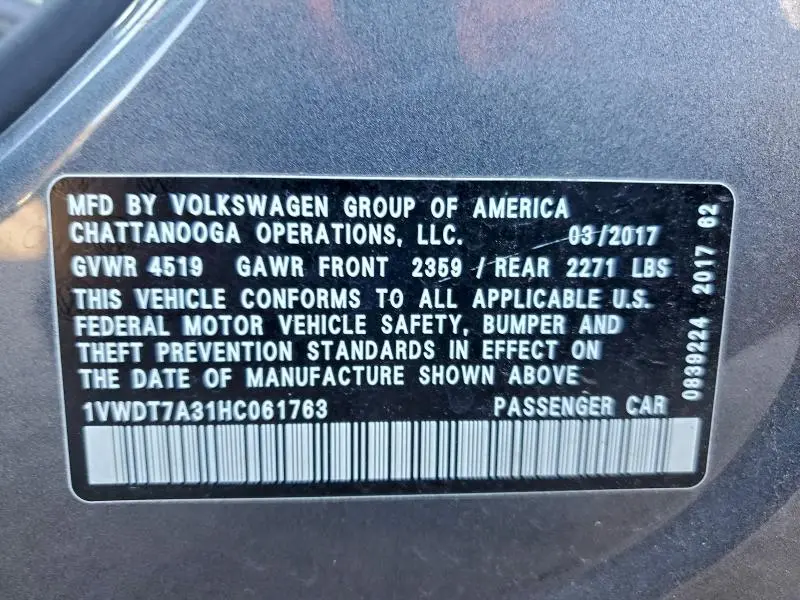 MFD BY VOLKSWAGEN GROUP OF AMERICA
CHATTANOOGA OPERATIONS, LLC. 03/2017
GVWR 4519 GAWR FRONT 2359 / REAR 2271 LBS
THIS VEHICLE CONFORMS TO ALL APPLICABLE U.S.
FEDERAL MOTOR VEHICLE SAFETY, BUMPER AND
THEFT PREVENTION STANDARDS IN EFFECT ON
THE DATE OF MANUFACTURE SHOWN ABOVE
1VWDT7A31HC061763 PASSENGER CAR
0839224 2017 62